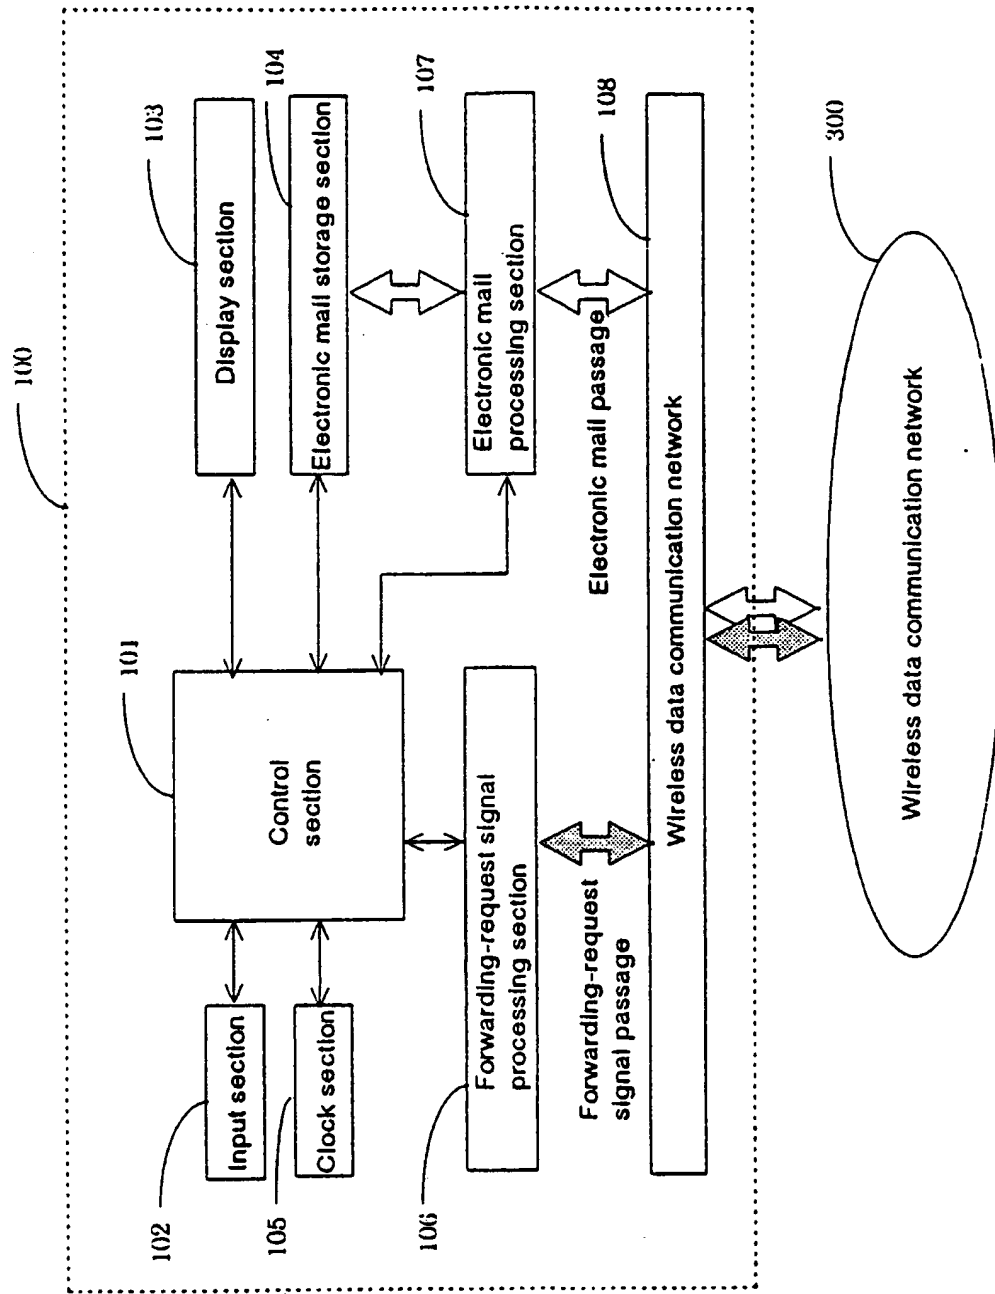 100
101
102
Input section
105
Clock section
Control
section
103
Display section
104
Electronic mail storage section
106
Forwarding-request signal
processing section
107
Electronic mail
processing section
Forwarding-request
signal passage
Electronic mail passage
108
Wireless data communication network
300
Wireless data communication network